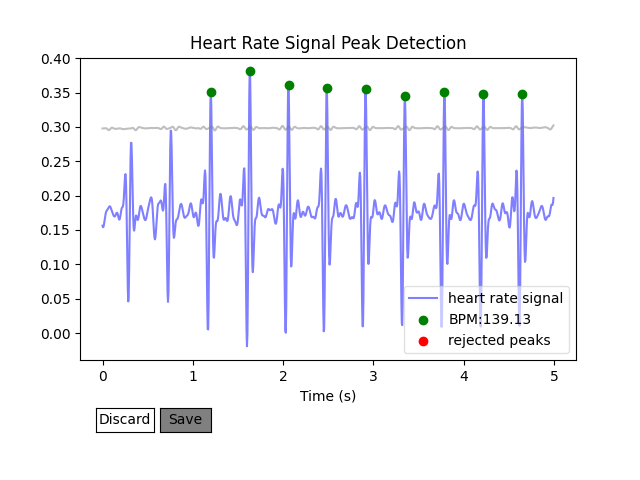 Heart Rate Signal Peak Detection
0.40
0.35
0.30
0.25
0.20
0.15
0.10
0.05
0.00
heart rate signal
BPM:139.13
rejected peaks
0 1 2 3 4 5
Time (s)
Discard Save